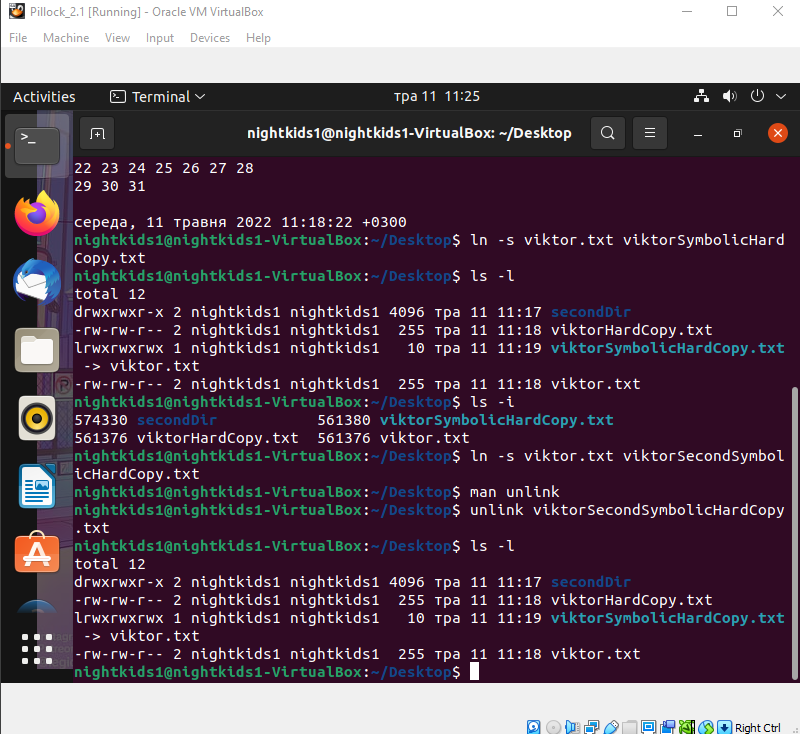 Pillock_2.1 [Running] - Oracle VM VirtualBox
File Machine View Input Devices Help
Activities Terminal тра 11 11:25
nightkids1@nightkids1-VirtualBox: ~/Desktop
22 23 24 25 26 27 28
29 30 31
середа, 11 травня 2022 11:18:22 +0300
nightkids1@nightkids1-VirtualBox:~/Desktop$ ln -s viktor.txt viktorSymbolicHard
Copy.txt
nightkids1@nightkids1-VirtualBox:~/Desktop$ ls -l
total 12
drwxrwxr-x 2 nightkids1 nightkids1 4096 тра 11 11:17 secondDir
-rw-rw-r-- 2 nightkids1 nightkids1  255 тра 11 11:18 viktorHardCopy.txt
lrwxrwxrwx 1 nightkids1 nightkids1   10 тра 11 11:19 viktorSymbolicHardCopy.txt
 -> viktor.txt
-rw-rw-r-- 2 nightkids1 nightkids1  255 тра 11 11:18 viktor.txt
nightkids1@nightkids1-VirtualBox:~/Desktop$ ls -i
574330 secondDir           561380 viktorSymbolicHardCopy.txt
561376 viktorHardCopy.txt  561376 viktor.txt
nightkids1@nightkids1-VirtualBox:~/Desktop$ ln -s viktor.txt viktorSecondSymbol
icHardCopy.txt
nightkids1@nightkids1-VirtualBox:~/Desktop$ man unlink
nightkids1@nightkids1-VirtualBox:~/Desktop$ unlink viktorSecondSymbolicHardCopy
.txt
nightkids1@nightkids1-VirtualBox:~/Desktop$ ls -l
total 12
drwxrwxr-x 2 nightkids1 nightkids1 4096 тра 11 11:17 secondDir
-rw-rw-r-- 2 nightkids1 nightkids1  255 тра 11 11:18 viktorHardCopy.txt
lrwxrwxrwx 1 nightkids1 nightkids1   10 тра 11 11:19 viktorSymbolicHardCopy.txt
 -> viktor.txt
-rw-rw-r-- 2 nightkids1 nightkids1  255 тра 11 11:18 viktor.txt
nightkids1@nightkids1-VirtualBox:~/Desktop$
Right Ctrl